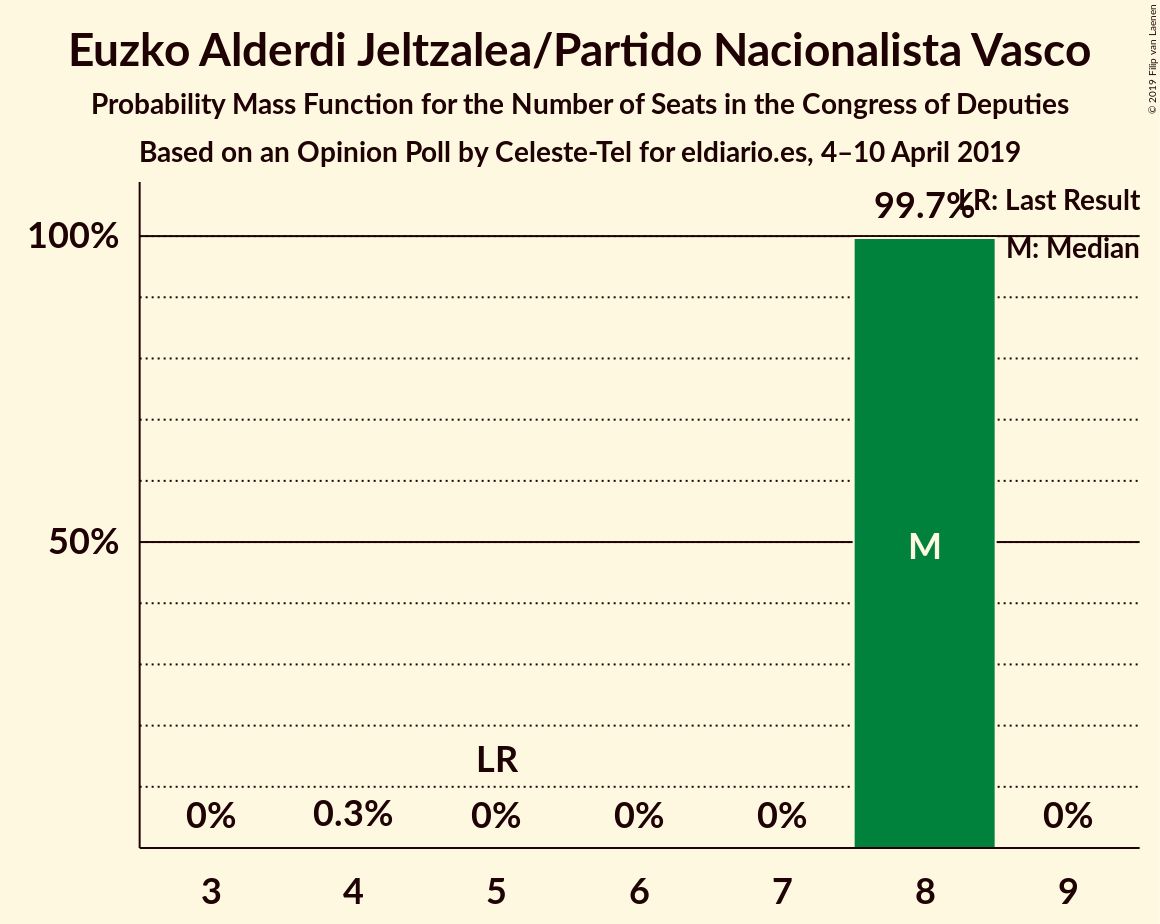 Euzko Alderdi Jeltzalea/Partido Nacionalista Vasco
Probability Mass Function for the Number of Seats in the Congress of Deputies
Based on an Opinion Poll by Celeste-Tel for eldiario.es, 4–10 April 2019
© 2019 Filip van Laenen
LR: Last Result
M: Median
99.7%
100%
50%
M
LR
0% 0.3% 0% 0% 0% 0%
3 4 5 6 7 8 9